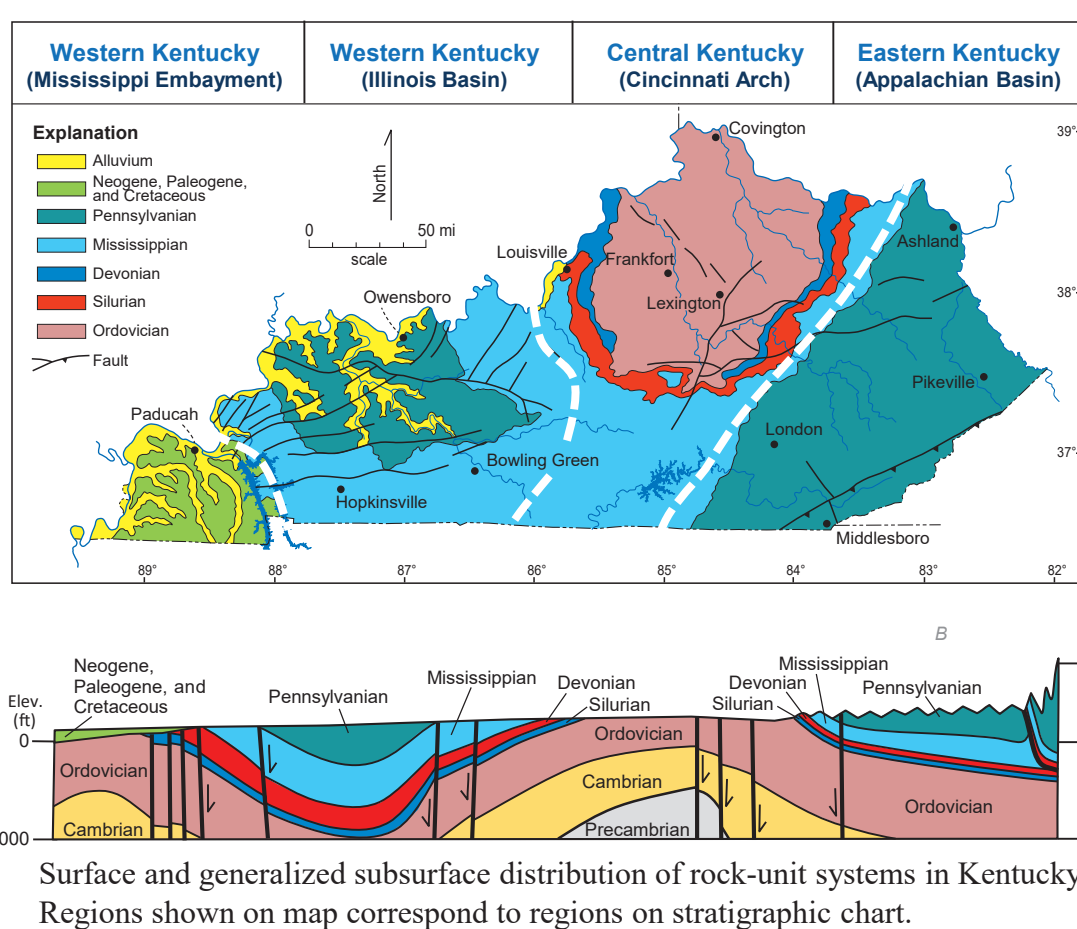 Western Kentucky
(Mississippi Embayment)
Western Kentucky
(Illinois Basin)
Central Kentucky
(Cincinnati Arch)
Eastern Kentucky
(Appalachian Basin)
Explanation
Alluvium
Neogene, Paleogene,
and Cretaceous
Pennsylvanian
Mississippian
Devonian
Silurian
Ordovician
Fault
North
0 50 mi
scale
Covington
39°
Louisville
Frankfort
Ashland
Lexington
38°
Owensboro
Paducah
Pikeville
London
37°
Bowling Green
Hopkinsville
Middlesboro
89° 88° 87° 86° 85° 84° 83° 82°
B
Neogene,
Paleogene, and
Cretaceous
Pennsylvanian
Mississippian
Devonian
Silurian
Mississippian
Devonian
Silurian
Pennsylvanian
Elev.
(ft)
0
Ordovician
Cambrian
Ordovician
Cambrian
Precambrian
Ordovician
000
Surface and generalized subsurface distribution of rock-unit systems in Kentucky
Regions shown on map correspond to regions on stratigraphic chart.